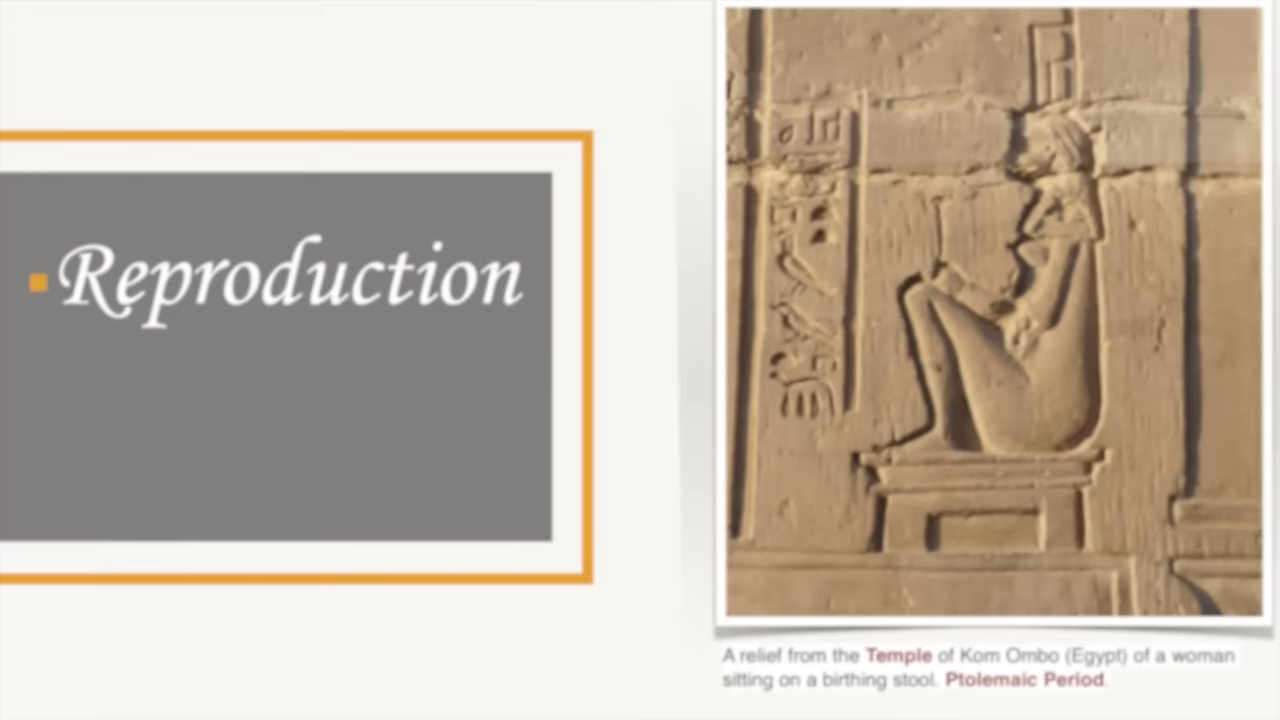 Reproduction
A relief from the Temple of Kom Ombo (Egypt) of a woman
sitting on a birthing stool. Ptolemaic Period.